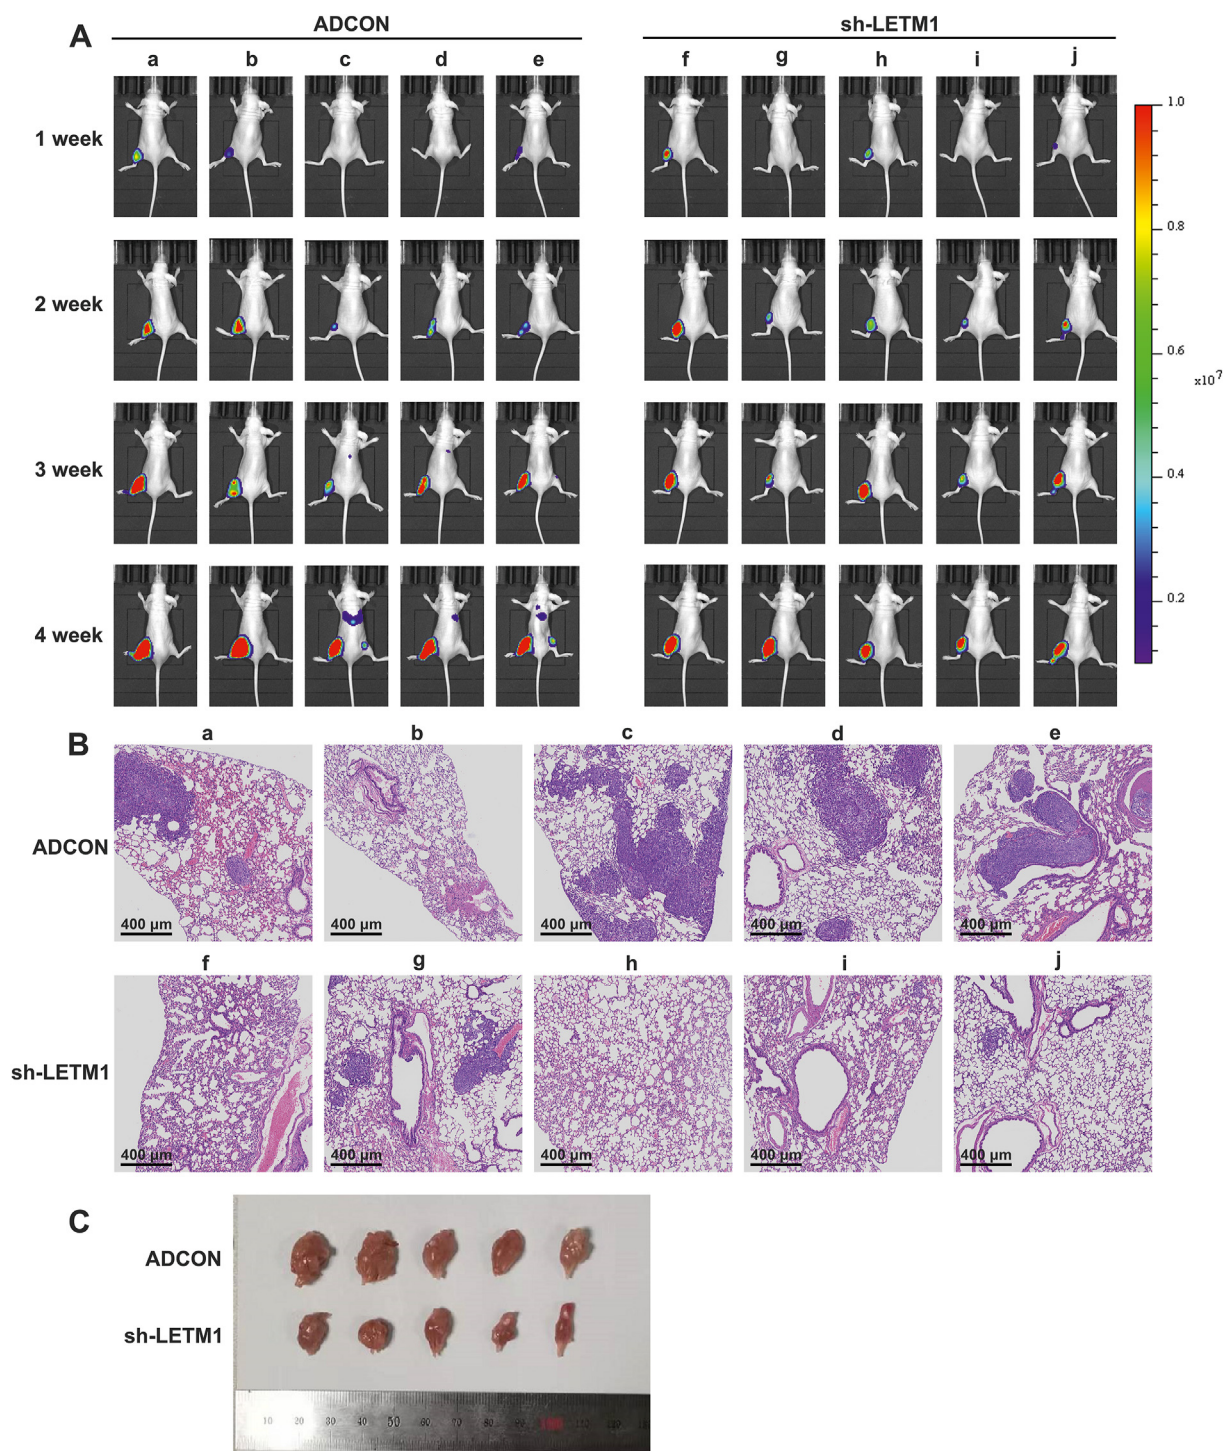 A
ADCON
sh-LETM1
a b c d e f g h i j
1 week
2 week
3 week
4 week
1.0
0.8
0.6
x10⁷
0.4
0.2
B
a b c d e
ADCON
400 µm 400 µm 400 µm 400 µm 400 µm
f g h i j
sh-LETM1
400 µm 400 µm 400 µm 400 µm 400 µm
C
ADCON
sh-LETM1
10 20 30 40 50 60 70 80 90 100